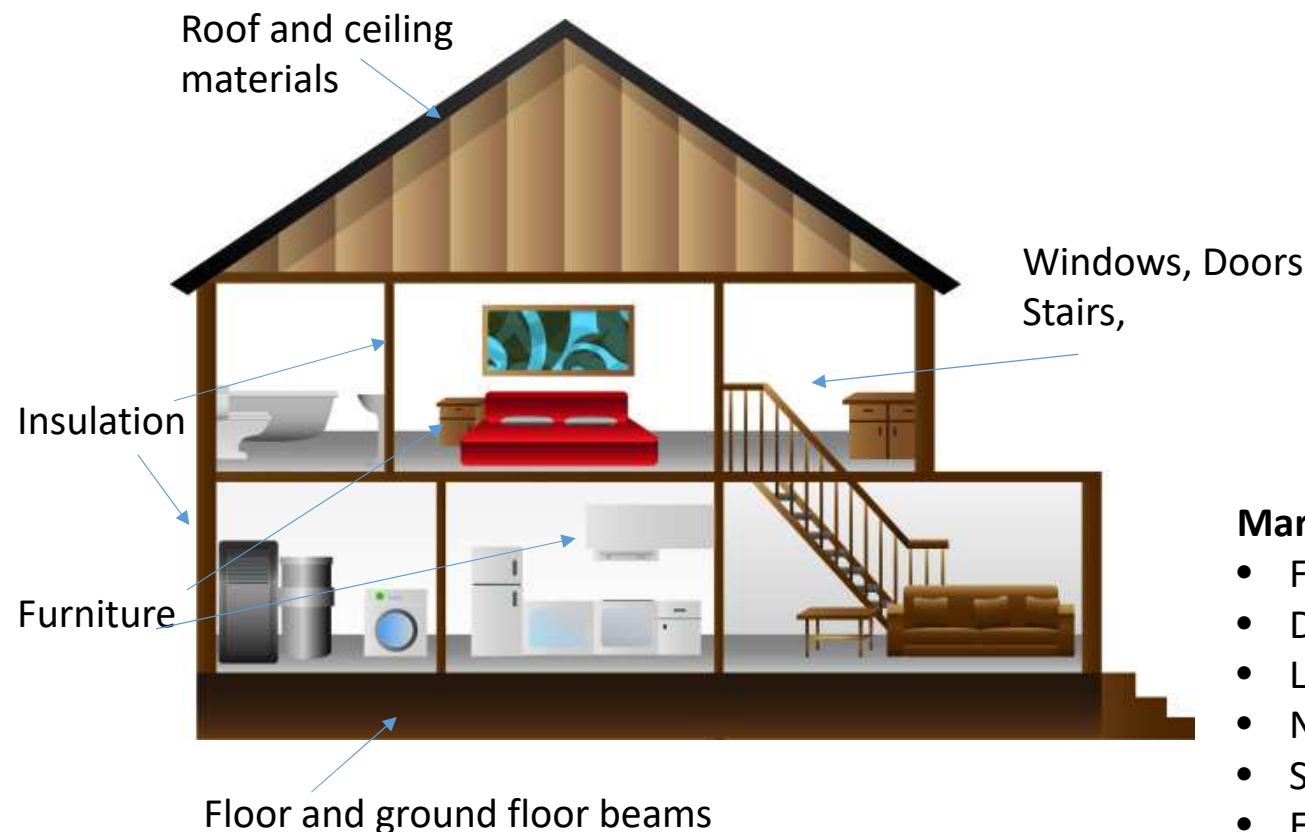 Roof and ceiling
materials
Windows, Doors
Stairs,
Insulation
Furniture
Floor and ground floor beams